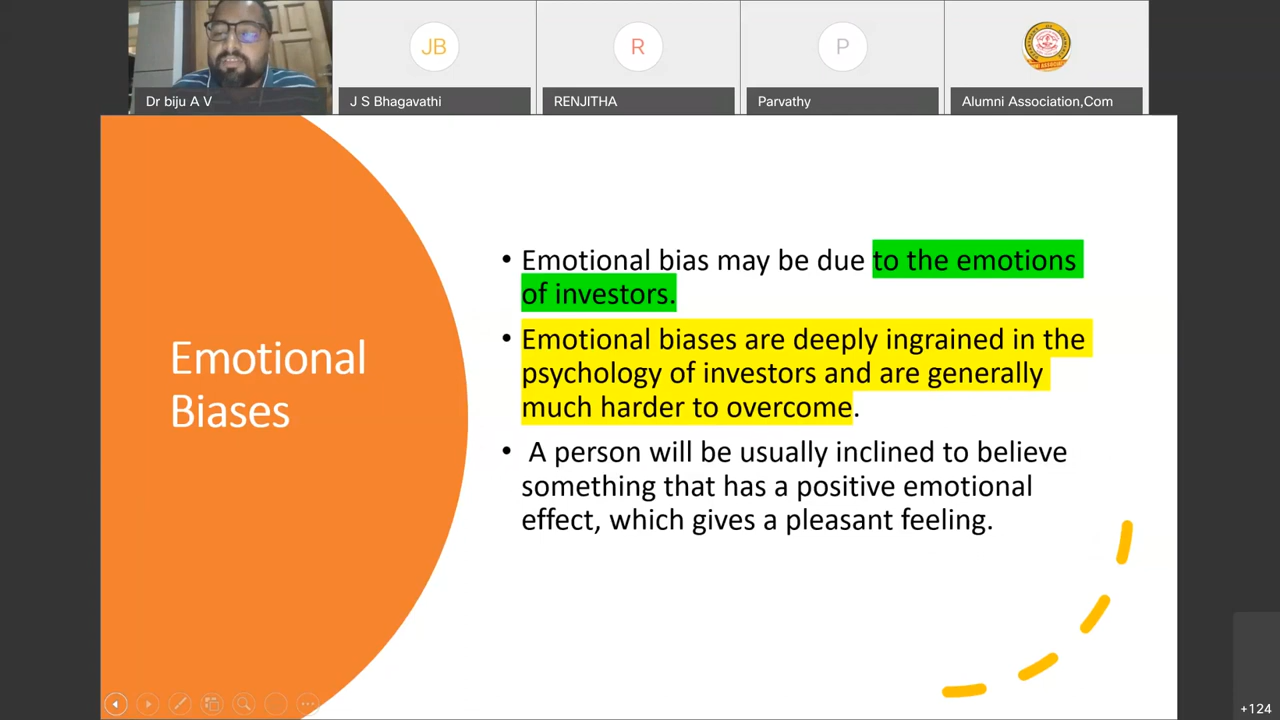 JB
R
P
Dr biju A V
J S Bhagavathi
RENJITHA
Parvathy
Alumni Association,Com
Emotional
Biases
• Emotional bias may be due to the emotions
of investors.
• Emotional biases are deeply ingrained in the
psychology of investors and are generally
much harder to overcome.
• A person will be usually inclined to believe
something that has a positive emotional
effect, which gives a pleasant feeling.
+124